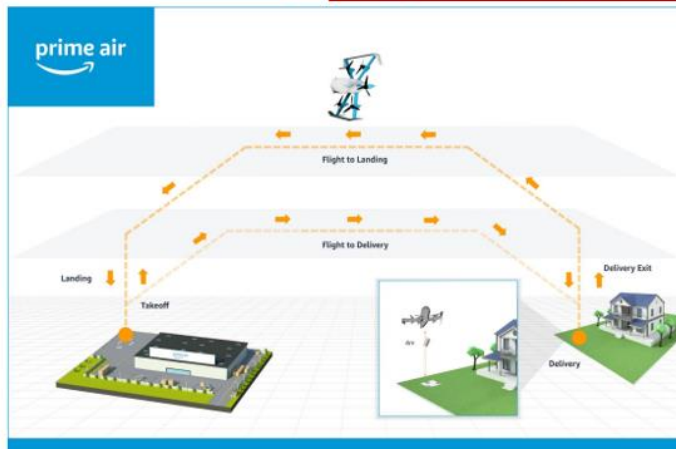 prime air
Flight to Landing
Flight to Delivery
Landing
Takeoff
Delivery Exit
Delivery